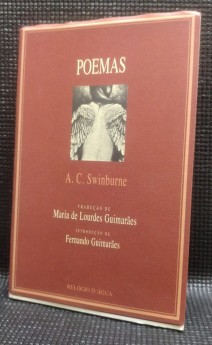 POEMAS
A. C. Swinburne
TRADUÇÃO DE
Maria de Lourdes Guimarães
INTRODUÇÃO DE
Fernando Guimarães
RELÓGIO D'ÁGUA